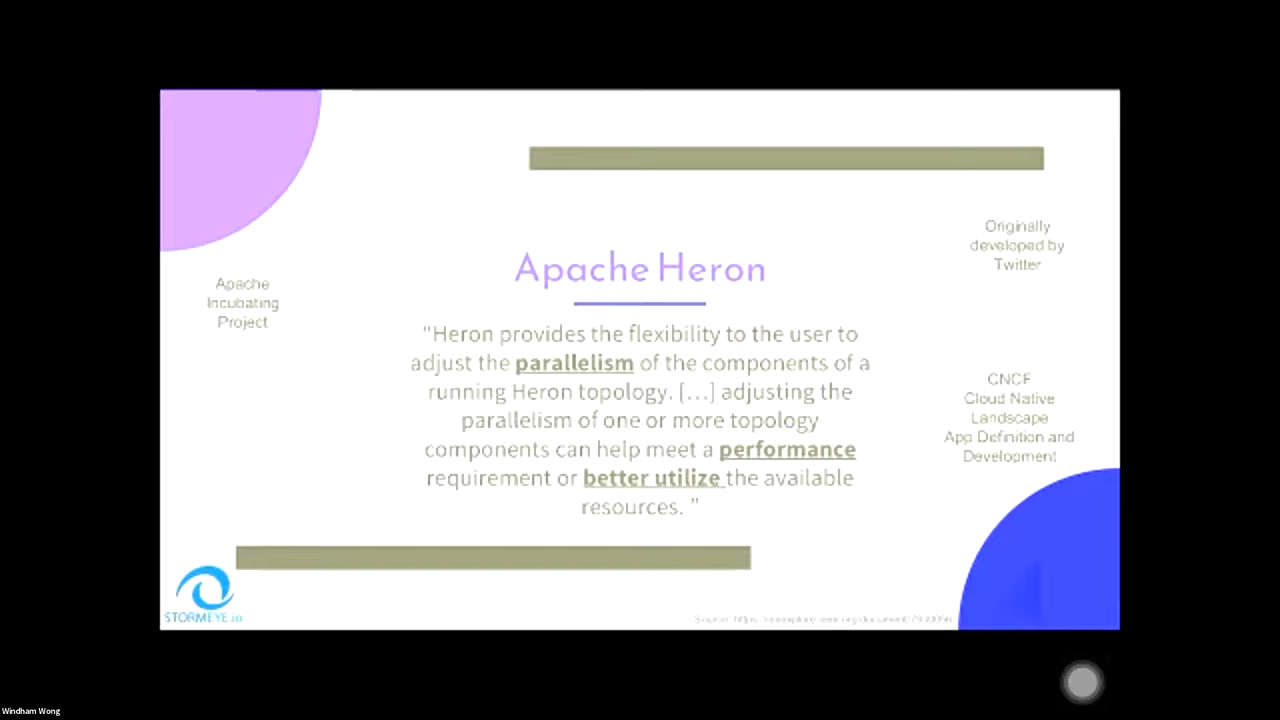 Originally
developed by
Twitter
Apache Heron
Apache
Incubating
Project
"Heron provides the flexibility to the user to
adjust the parallelism of the components of a
running Heron topology. [...] adjusting the
parallelism of one or more topology
components can help meet a performance
requirement or better utilize the available
resources. "
CNCF
Cloud Native
Landscape
App Definition and
Development
STORMEYE.io
Source: https:
Windham Wong